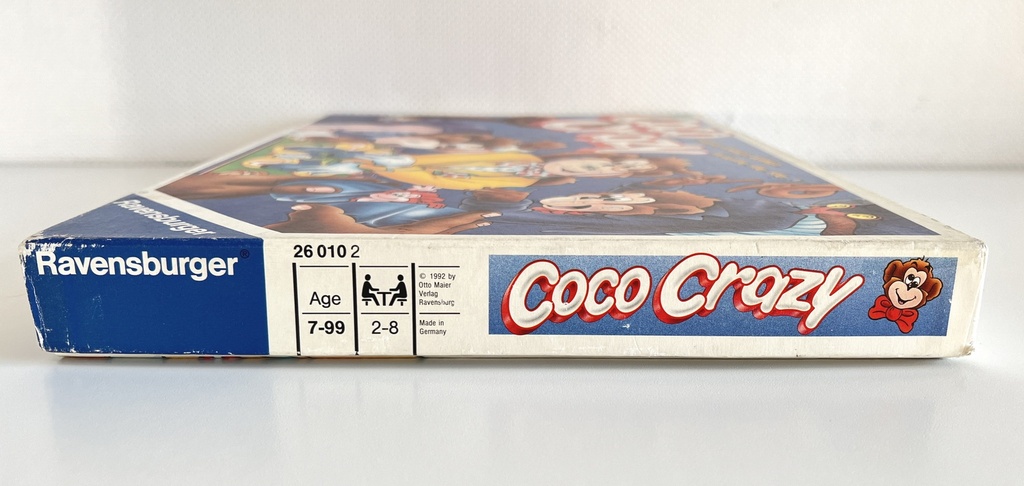 Ravensburger
Ravensburger®
26 010 2
Age
7-99
2-8
© 1992 by
Otto Maier
Verlag
Ravensburg
Made in
Germany
Coco Crazy